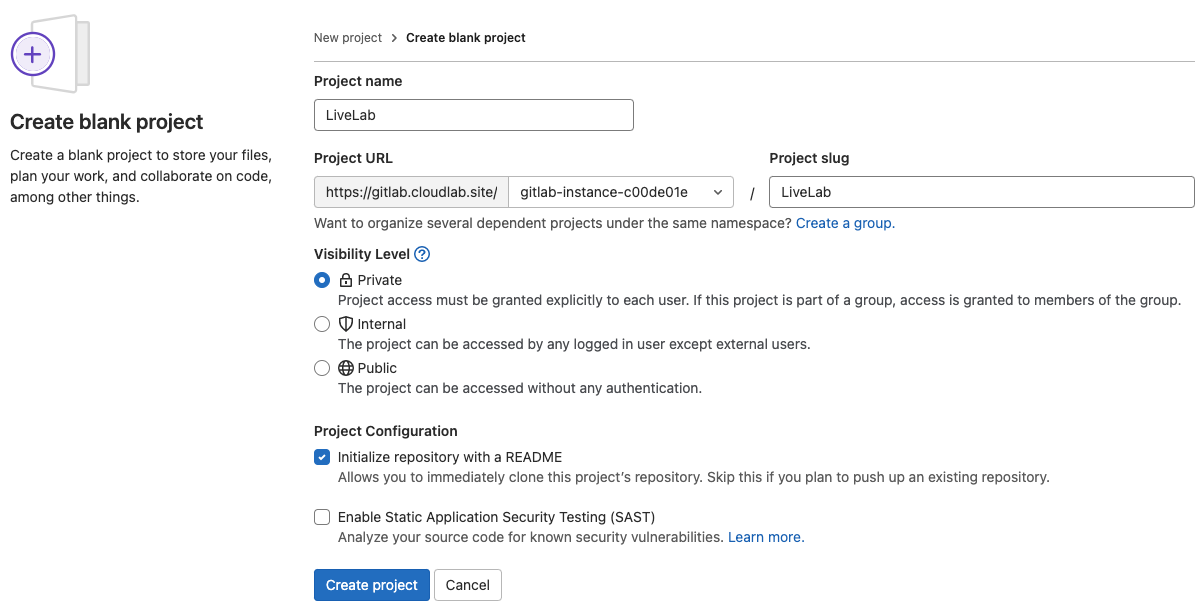 Create blank project
Create a blank project to store your files,
plan your work, and collaborate on code,
among other things.
New project > Create blank project
Project name
LiveLab
Project URL
Project slug
https://gitlab.cloudlab.site/ gitlab-instance-c00de01e / LiveLab
Want to organize several dependent projects under the same namespace? Create a group.
Visibility Level ?
Private
Project access must be granted explicitly to each user. If this project is part of a group, access is granted to members of the group.
Internal
The project can be accessed by any logged in user except external users.
Public
The project can be accessed without any authentication.
Project Configuration
Initialize repository with a README
Allows you to immediately clone this project’s repository. Skip this if you plan to push up an existing repository.
Enable Static Application Security Testing (SAST)
Analyze your source code for known security vulnerabilities. Learn more.
Create project Cancel